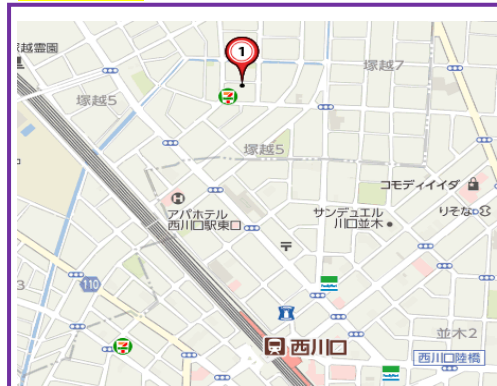 1
塚越霊園
塚越7
塚越5
7
塚越5
コモディイイダ
アパホテル
西川口駅東口
サンデュエル
川口並木
りそな
110
3
並木2
西川口
西川口陸橋